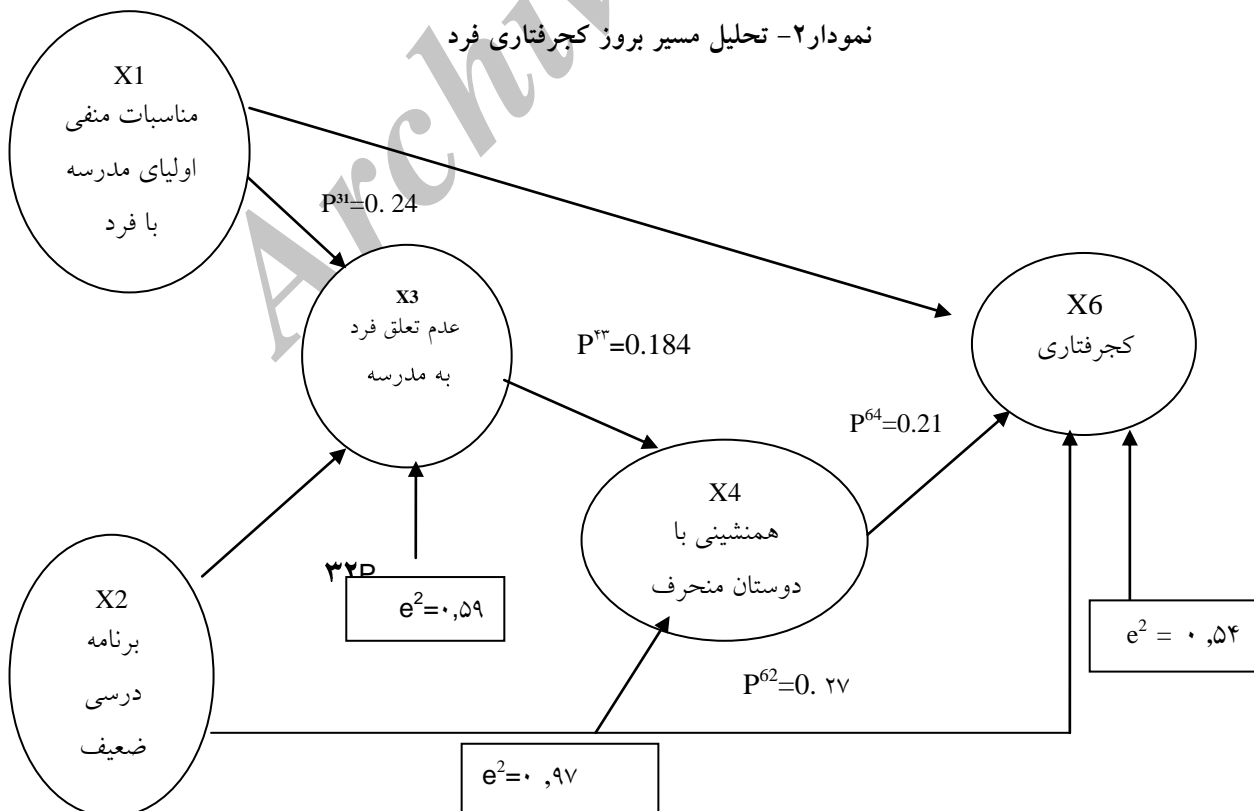 نمودار۲- تحلیل مسیر بروز کجرفتاری فرد
X1
مناسبات منفی
اولیای مدرسه
با فرد
P³¹=0. 24
X3
عدم تعلق فرد
به مدرسه
P⁴³=0.184
X6
کجرفتاری
P⁶⁴=0.21
X4
همنشینی با
دوستان منحرف
X2
برنامه
درسی
ضعیف
۳۲P
e²=۰,۵۹
e² = ۰,۵۴
P⁶²=0. ۲۷
e²=۰,۹۷
Archiv